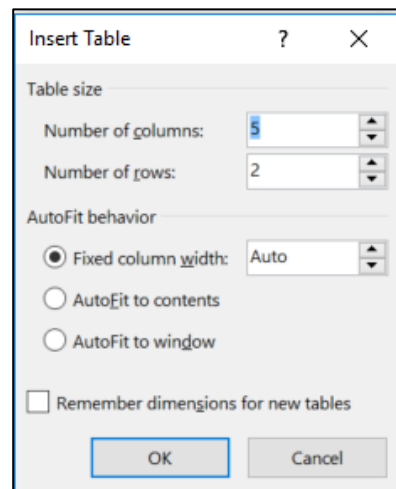 Insert Table ?
Table size
Number of columns: 5
Number of rows: 2
AutoFit behavior
Fixed column width: Auto
AutoFit to contents
AutoFit to window
Remember dimensions for new tables
OK Cancel